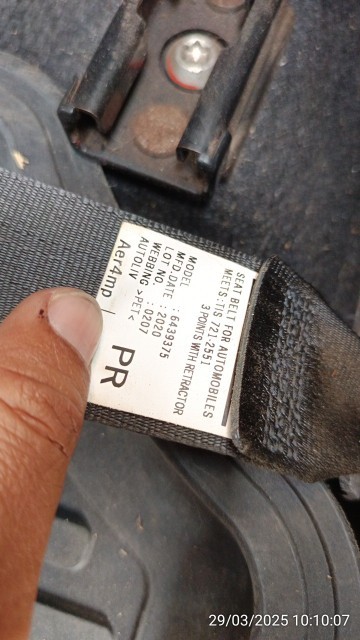 SEAT BELT FOR AUTOMOBILES
MEETS:TIS 721-2551
3 POINTS WITH RETRACTOR
MODEL : 6439375
MFD.DATE : 2020
LOT NO. : 0207
WEBBING >PET<
AUTOLIV
Aer4mp PR
29/03/2025 10:10:07